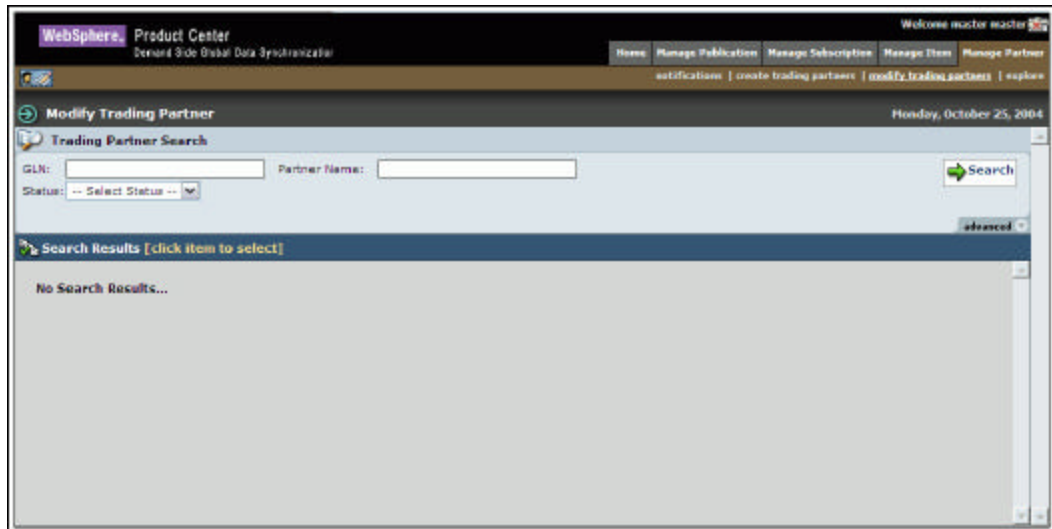 Welcome master master
WebSphere. Product Center
Demand Side Global Data Synchronization
Home Manage Publication Manage Subscription Manage Item Manage Partner
notifications | create trading partners | modify trading partners | explore
Modify Trading Partner Monday, October 25, 2004
Trading Partner Search
GLN: Partner Name: Search
Status: -- Select Status --
advanced
Search Results [click item to select]
No Search Results...